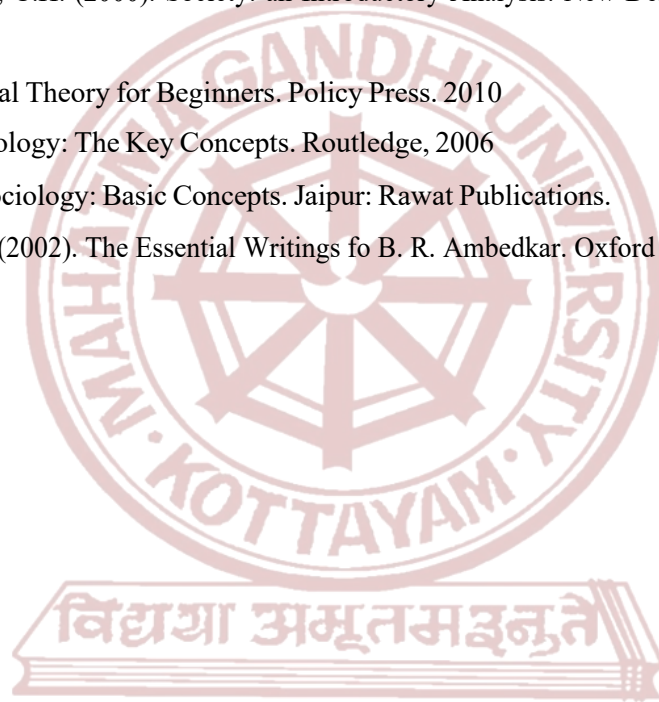 (2000). Society: an Introductory Analysis. New De
al Theory for Beginners. Policy Press. 2010
ology: The Key Concepts. Routledge, 2006
ociology: Basic Concepts. Jaipur: Rawat Publications.
(2002). The Essential Writings fo B. R. Ambedkar. Oxford
MAHATMA GANDHI UNIVERSITY
KOTTAYAM
विद्यया अमृतमश्नुते